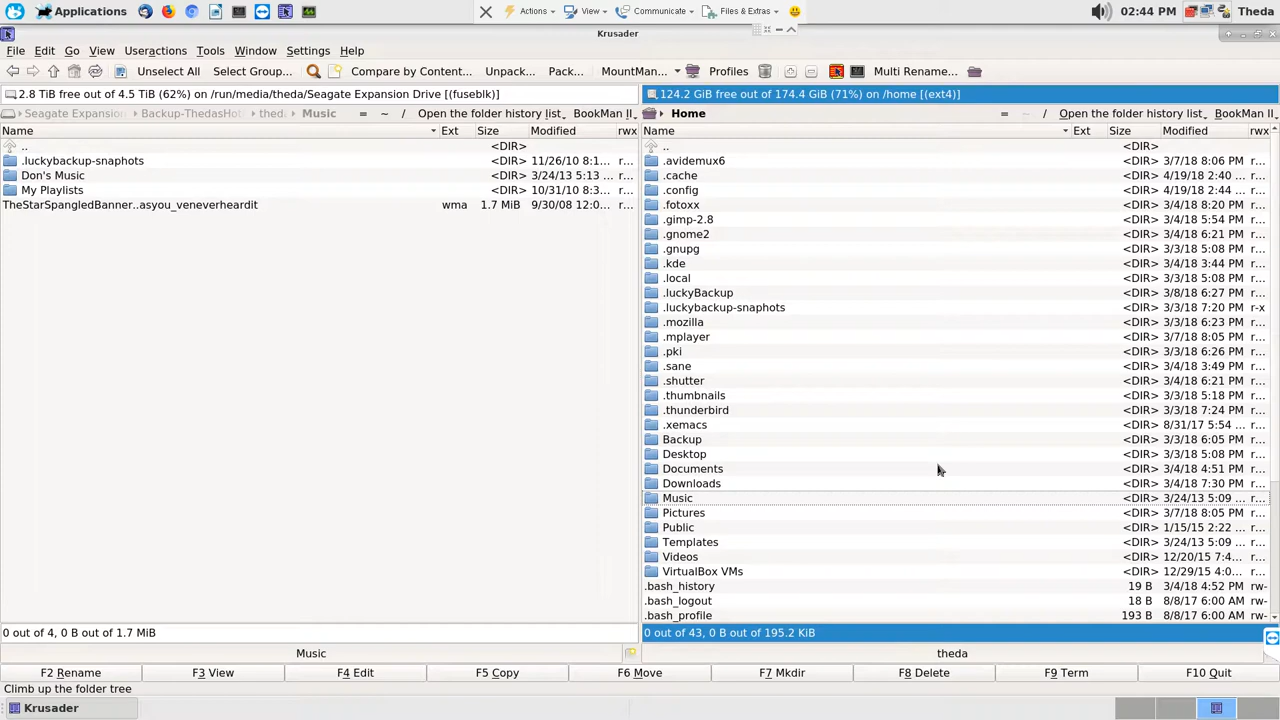 Applications Actions View Communicate Files & Extras 02:44 PM Theda
Krusader
File Edit Go View Useractions Tools Window Settings Help
Unselect All Select Group... Compare by Content... Unpack... Pack... MountMan... Profiles Multi Rename...
2.8 TiB free out of 4.5 TiB (62%) on /run/media/theda/Seagate Expansion Drive [(fuseblk)] 124.2 GiB free out of 174.4 GiB (71%) on /home [(ext4)]
Seagate Expansion Backup-ThedasHo theda Music = ~ / Open the folder history list BookMan II Home = / Open the folder history list BookMan II
Name Ext Size Modified rwx
.. <DIR>
.luckybackup-snaphots <DIR> 11/26/10 8:1... r...
Don's Music <DIR> 3/24/13 5:13 ... r...
My Playlists <DIR> 10/31/10 8:3... r...
TheStarSpangledBanner..asyou_veneverheardit wma 1.7 MiB 9/30/08 12:0... r...
0 out of 4, 0 B out of 1.7 MiB
Music
Name Ext Size Modified rwx
.. <DIR>
.avidemux6 <DIR> 3/7/18 8:06 PM r...
.cache <DIR> 4/19/18 2:40 ... r...
.config <DIR> 4/19/18 2:44 ... r...
.fotoxx <DIR> 3/4/18 8:20 PM r...
.gimp-2.8 <DIR> 3/4/18 5:54 PM r...
.gnome2 <DIR> 3/4/18 6:21 PM r...
.gnupg <DIR> 3/3/18 5:08 PM r...
.kde <DIR> 3/4/18 3:44 PM r...
.local <DIR> 3/3/18 5:08 PM r...
.luckyBackup <DIR> 3/8/18 6:27 PM r...
.luckybackup-snaphots <DIR> 3/3/18 7:20 PM r-x
.mozilla <DIR> 3/3/18 6:23 PM r...
.mplayer <DIR> 3/7/18 8:05 PM r...
.pki <DIR> 3/3/18 6:26 PM r...
.sane <DIR> 3/4/18 3:49 PM r...
.shutter <DIR> 3/4/18 6:21 PM r...
.thumbnails <DIR> 3/3/18 5:18 PM r...
.thunderbird <DIR> 3/3/18 7:24 PM r...
.xemacs <DIR> 8/31/17 5:54 ... r...
Backup <DIR> 3/3/18 6:05 PM r...
Desktop <DIR> 3/3/18 5:08 PM r...
Documents <DIR> 3/4/18 4:51 PM r...
Downloads <DIR> 3/4/18 7:30 PM r...
Music <DIR> 3/24/13 5:09 ... r...
Pictures <DIR> 3/7/18 8:05 PM r...
Public <DIR> 1/15/15 2:22 ... r...
Templates <DIR> 3/24/13 5:09 ... r...
Videos <DIR> 12/20/15 7:4... r...
VirtualBox VMs <DIR> 12/29/15 4:0... r...
.bash_history 19 B 3/4/18 4:52 PM rw-
.bash_logout 18 B 8/8/17 6:00 AM rw-
.bash_profile 193 B 8/8/17 6:00 AM rw-
0 out of 43, 0 B out of 195.2 KiB
theda
F2 Rename F3 View F4 Edit F5 Copy F6 Move F7 Mkdir F8 Delete F9 Term F10 Quit
Climb up the folder tree
Krusader